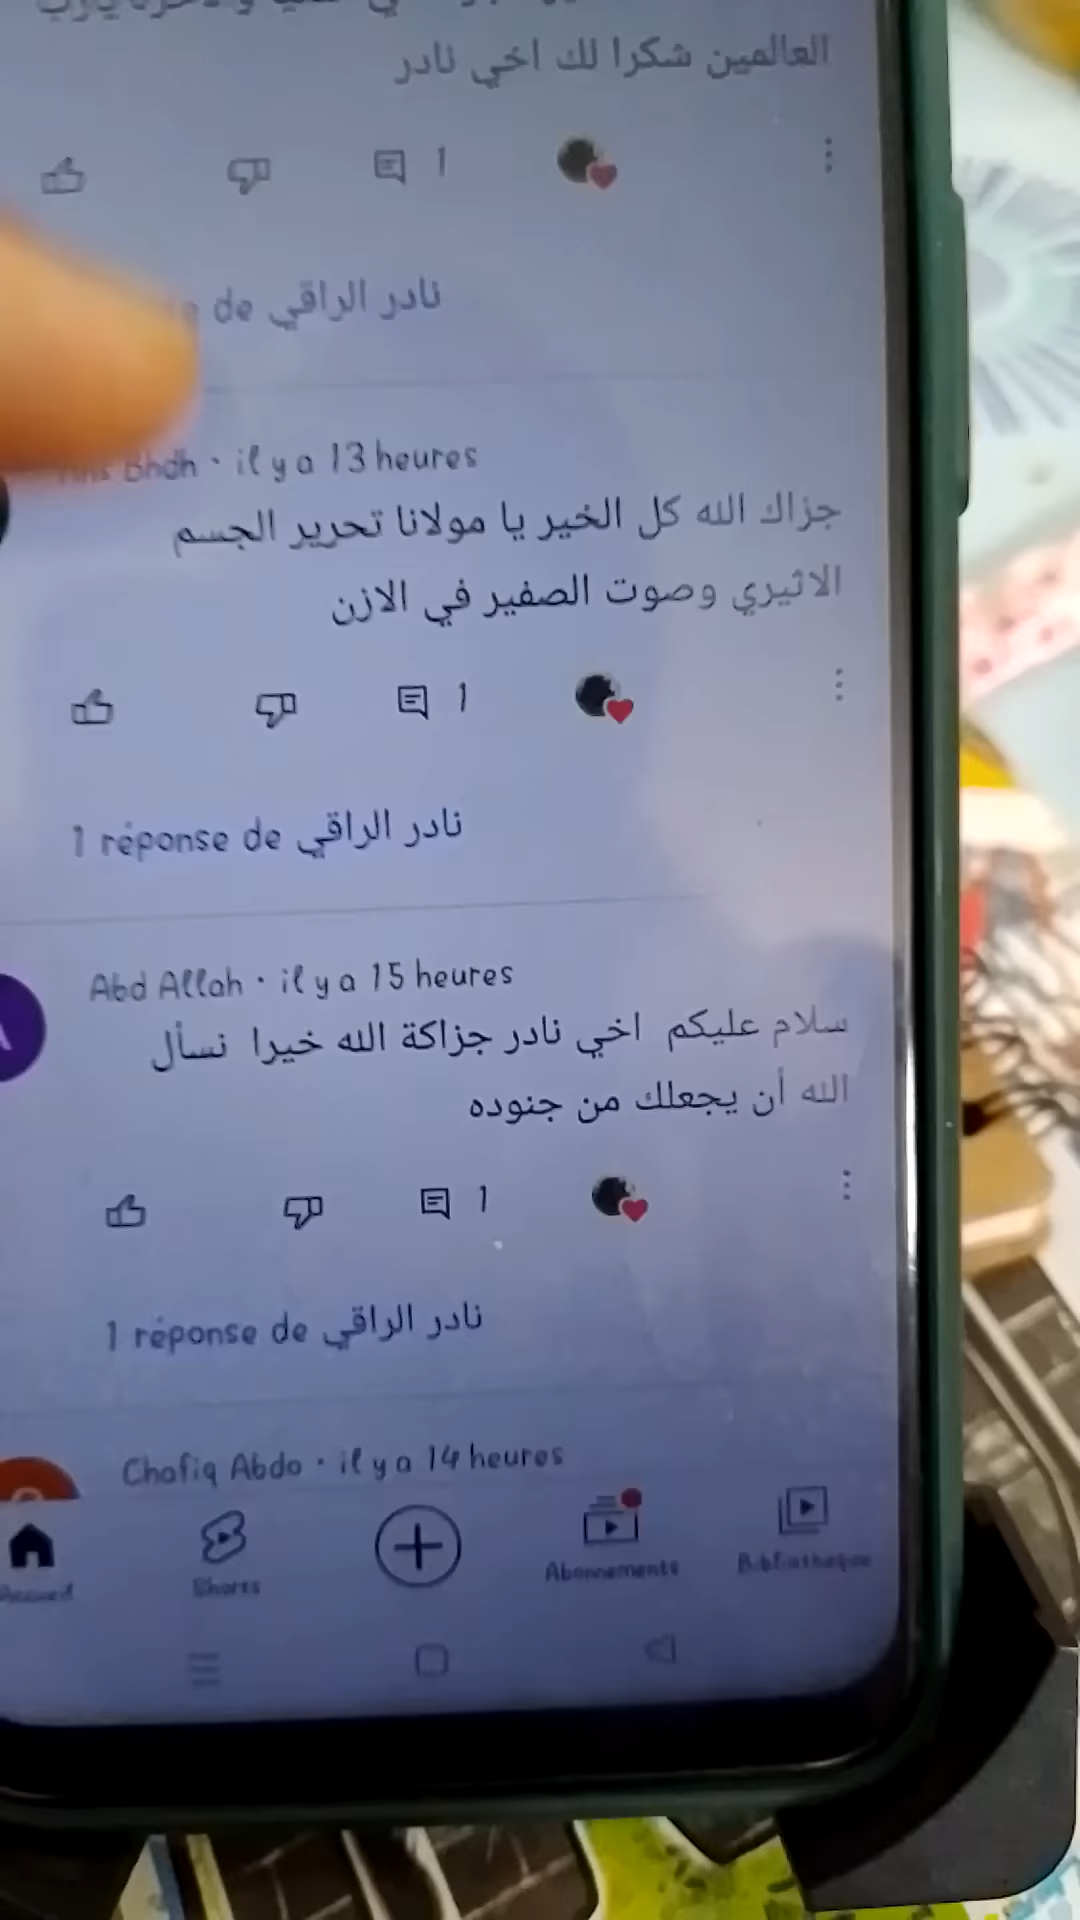 العالمين شكرا لك اخي نادر
1
de نادر الراقي
Bhdh · il y a 13 heures
جزاك الله كل الخير يا مولانا تحرير الجسم
الاثيري وصوت الصفير في الازن
1
1 réponse de نادر الراقي
Abd Allah · il y a 15 heures
سلام عليكم اخي نادر جزاكة الله خيرا نسأل
الله أن يجعلك من جنوده
1
1 réponse de نادر الراقي
Chafiq Abdo · il y a 14 heures
Accueil
Shorts
Abonnements
Bibliothèque